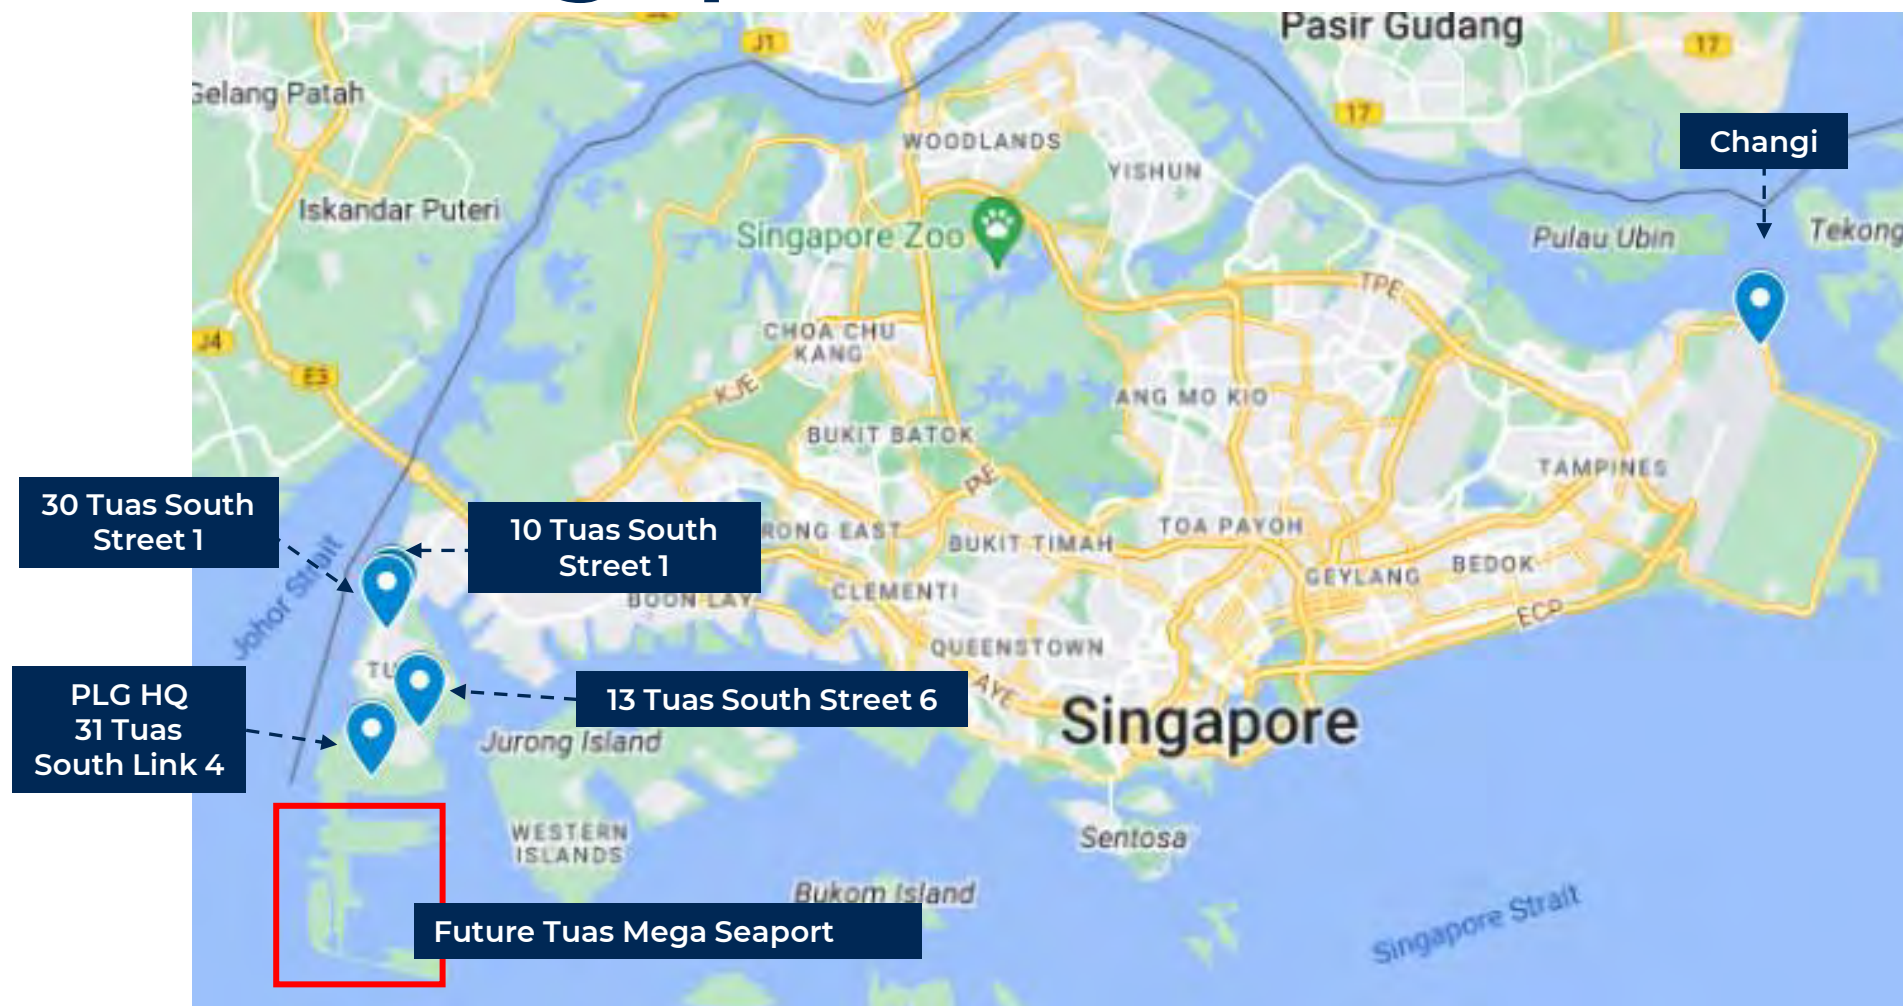 Pasir Gudang
J1
17
Gelang Patah
17
Changi
WOODLANDS
YISHUN
Iskandar Puteri
Singapore Zoo
Pulau Ubin
Tekong
TPE
CHOA CHU
KANG
J4
E3
KJE
ANG MO KIO
BUKIT BATOK
TAMPINES
PIE
30 Tuas South
Street 1
10 Tuas South
Street 1
RONG EAST
BUKIT TIMAH
TOA PAYOH
BEDOK
GEYLANG
CLEMENTI
BOON LAY
ECP
Johor Strait
QUEENSTOWN
TU
PLG HQ
31 Tuas
South Link 4
13 Tuas South Street 6
AYE
Singapore
Jurong Island
WESTERN
ISLANDS
Sentosa
Bukom Island
Future Tuas Mega Seaport
Singapore Strait